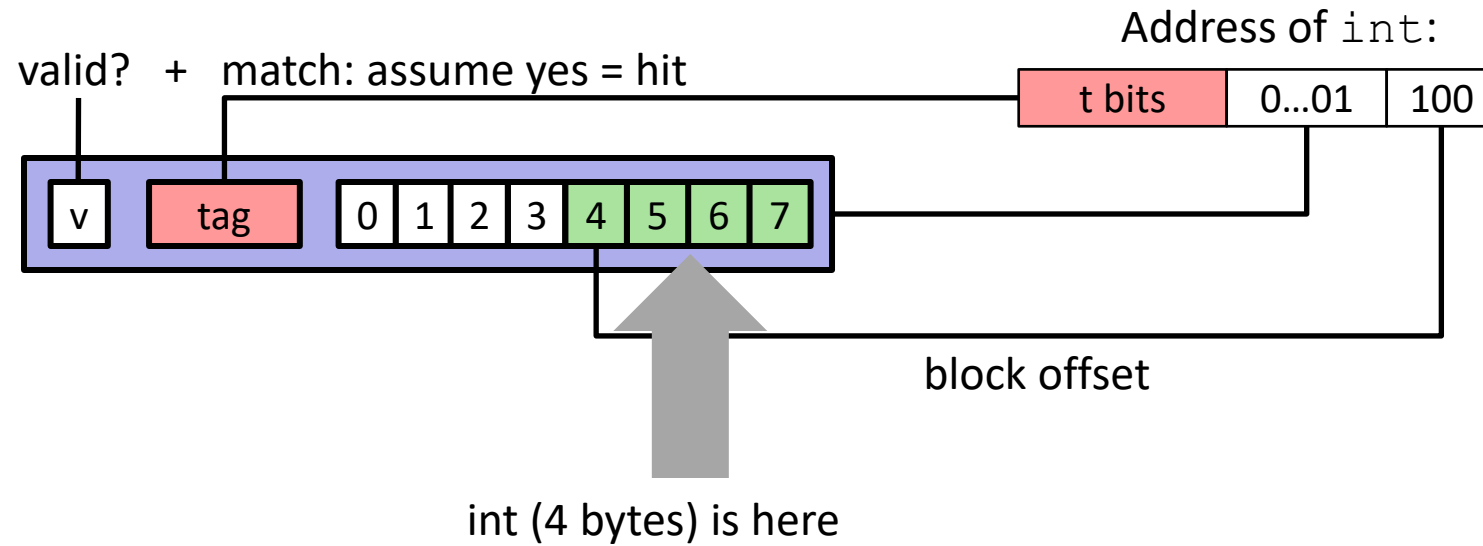 Address of int:
valid? + match: assume yes = hit
t bits 0...01 100
v tag 0 1 2 3 4 5 6 7
block offset
int (4 bytes) is here